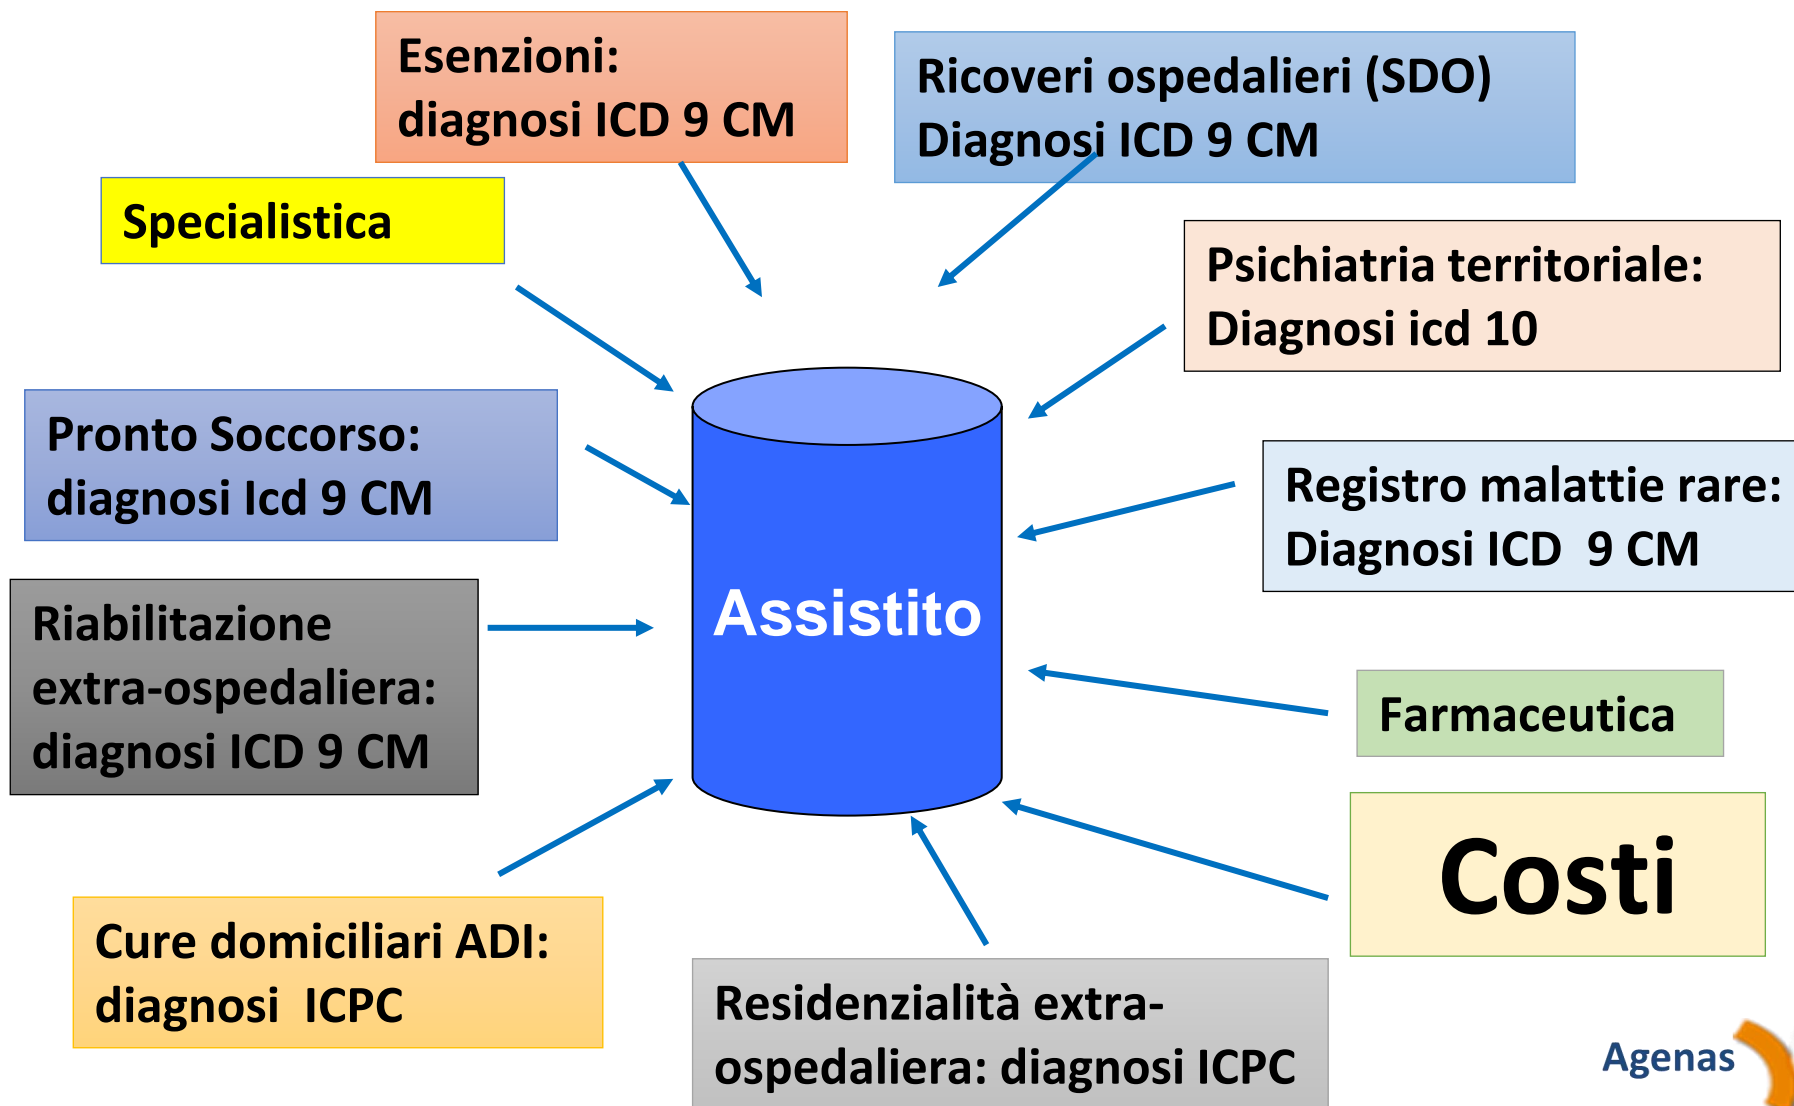 Esenzioni:
diagnosi ICD 9 CM
Ricoveri ospedalieri (SDO)
Diagnosi ICD 9 CM
Specialistica
Psichiatria territoriale:
Diagnosi icd 10
Pronto Soccorso:
diagnosi Icd 9 CM
Registro malattie rare:
Diagnosi ICD  9 CM
Assistito
Riabilitazione
extra-ospedaliera:
diagnosi ICD 9 CM
Farmaceutica
Costi
Cure domiciliari ADI:
diagnosi  ICPC
Residenzialità extra-
ospedaliera: diagnosi ICPC
Agenas